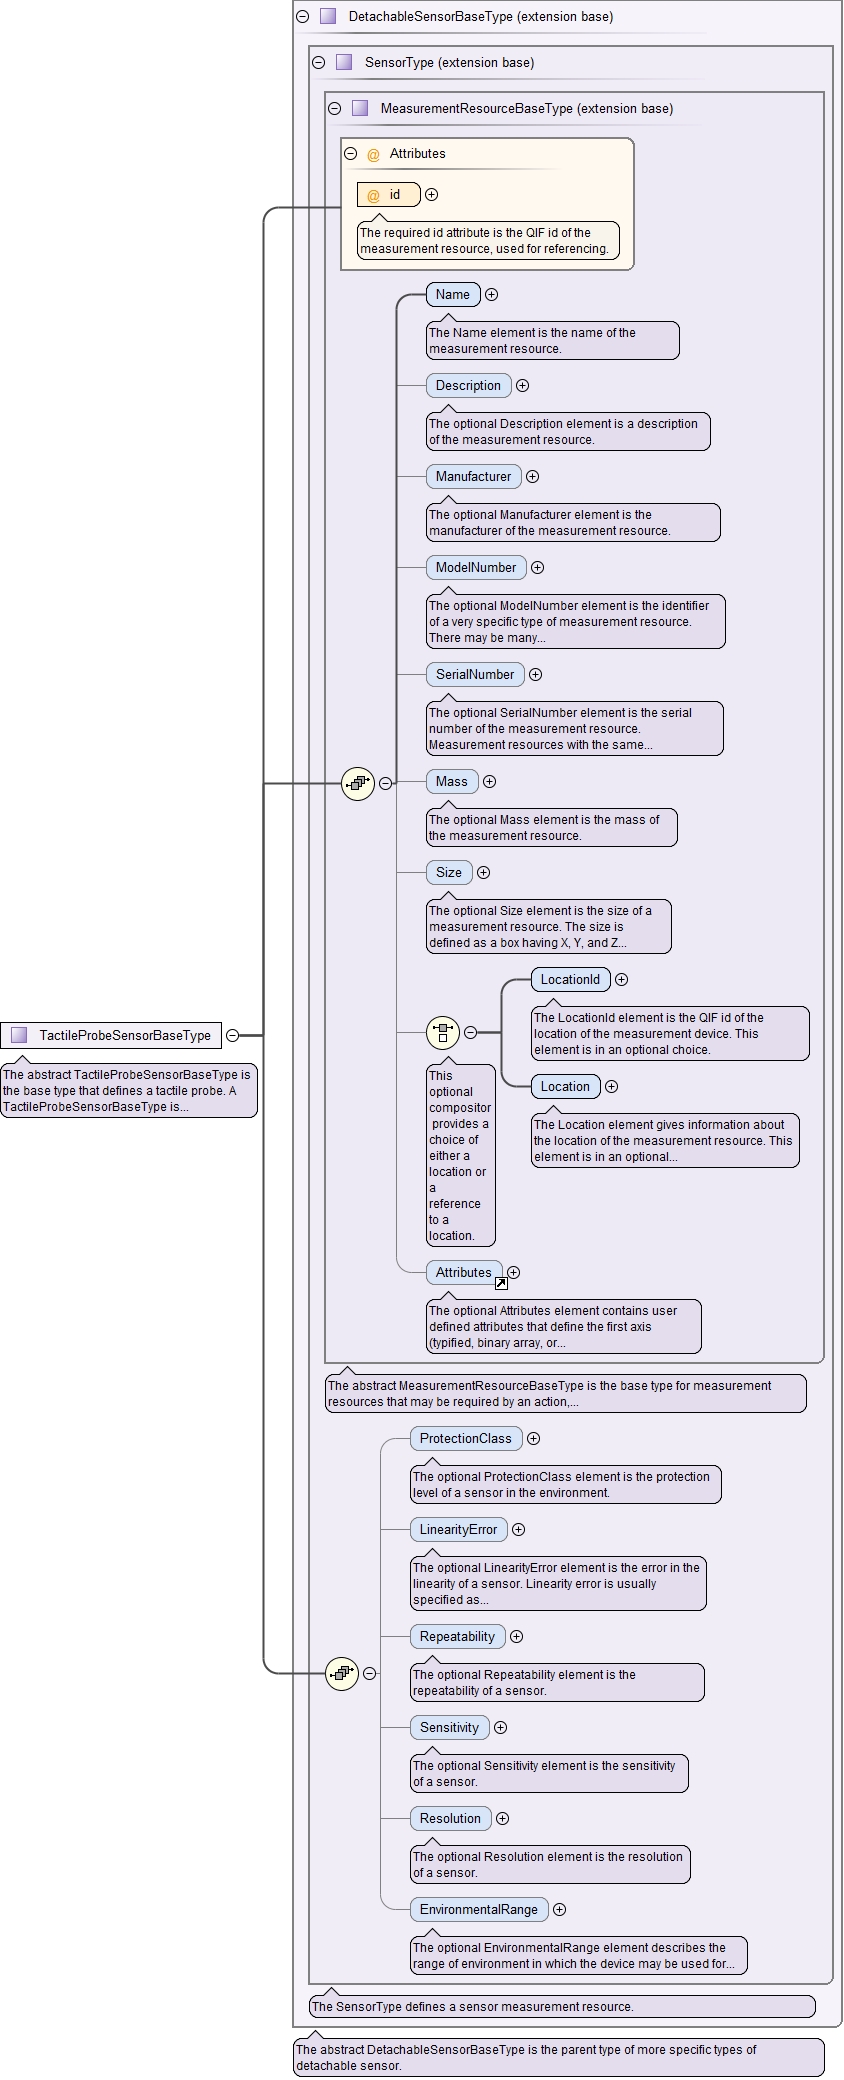 DetachableSensorBaseType (extension base)
SensorType (extension base)
MeasurementResourceBaseType (extension base)
@ Attributes
@ id
The required id attribute is the QIF id of the
measurement resource, used for referencing.
Name
The Name element is the name of the
measurement resource.
Description
The optional Description element is a description
of the measurement resource.
Manufacturer
The optional Manufacturer element is the
manufacturer of the measurement resource.
ModelNumber
The optional ModelNumber element is the identifier
of a very specific type of measurement resource.
There may be many...
SerialNumber
The optional SerialNumber element is the serial
number of the measurement resource.
Measurement resources with the same...
Mass
The optional Mass element is the mass of
the measurement resource.
Size
The optional Size element is the size of a
measurement resource. The size is
defined as a box having X, Y, and Z...
LocationId
The LocationId element is the QIF id of the
location of the measurement device. This
element is in an optional choice.
Location
The Location element gives information about
the location of the measurement resource. This
element is in an optional...
This
optional
compositor
provides a
choice of
either a
location or
a
reference
to a
location.
TactileProbeSensorBaseType
The abstract TactileProbeSensorBaseType is
the base type that defines a tactile probe. A
TactileProbeSensorBaseType is...
Attributes
The optional Attributes element contains user
defined attributes that define the first axis
(typified, binary array, or...
The abstract MeasurementResourceBaseType is the base type for measurement
resources that may be required by an action,...
ProtectionClass
The optional ProtectionClass element is the protection
level of a sensor in the environment.
LinearityError
The optional LinearityError element is the error in the
linearity of a sensor. Linearity error is usually
specified as...
Repeatability
The optional Repeatability element is the
repeatability of a sensor.
Sensitivity
The optional Sensitivity element is the sensitivity
of a sensor.
Resolution
The optional Resolution element is the resolution
of a sensor.
EnvironmentalRange
The optional EnvironmentalRange element describes the
range of environment in which the device may be used for...
The SensorType defines a sensor measurement resource.
The abstract DetachableSensorBaseType is the parent type of more specific types of
detachable sensor.